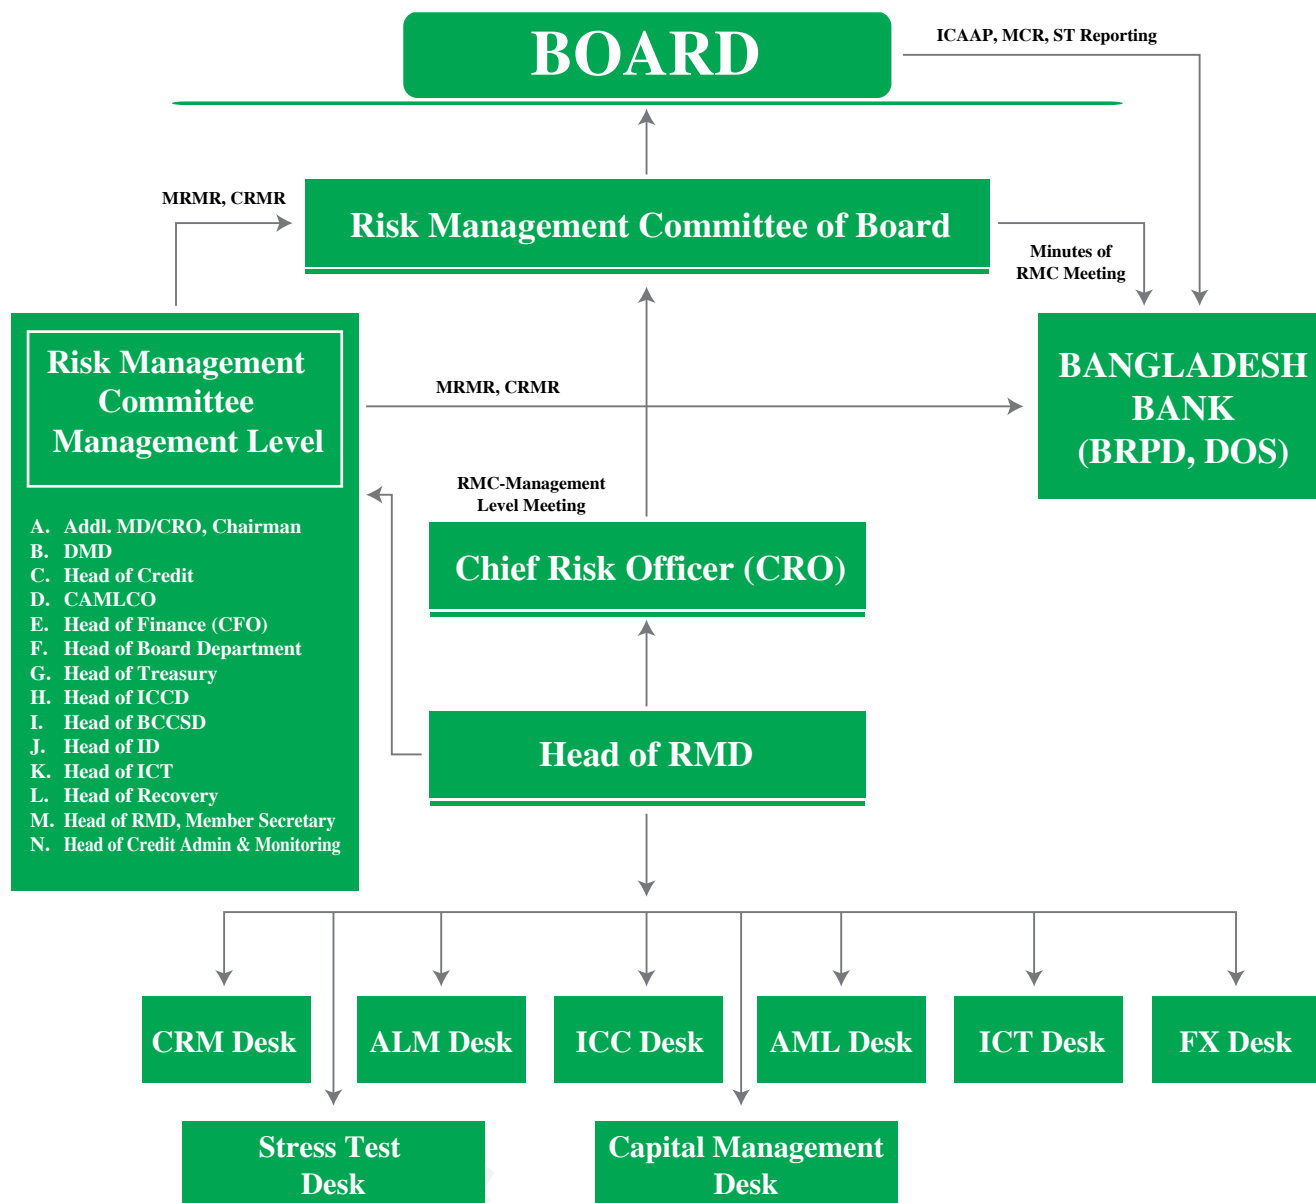 BOARD
ICAAP, MCR, ST Reporting
MRMR, CRMR
Risk Management Committee of Board
Minutes of
RMC Meeting
Risk Management
Committee
Management Level
MRMR, CRMR
BANGLADESH
BANK
(BRPD, DOS)
RMC-Management
Level Meeting
A. Addl. MD/CRO, Chairman
B. DMD
C. Head of Credit
D. CAMLCO
E. Head of Finance (CFO)
F. Head of Board Department
G. Head of Treasury
H. Head of ICCD
I. Head of BCCSD
J. Head of ID
K. Head of ICT
L. Head of Recovery
M. Head of RMD, Member Secretary
N. Head of Credit Admin & Monitoring
Chief Risk Officer (CRO)
Head of RMD
CRM Desk
ALM Desk
ICC Desk
AML Desk
ICT Desk
FX Desk
Stress Test
Desk
Capital Management
Desk